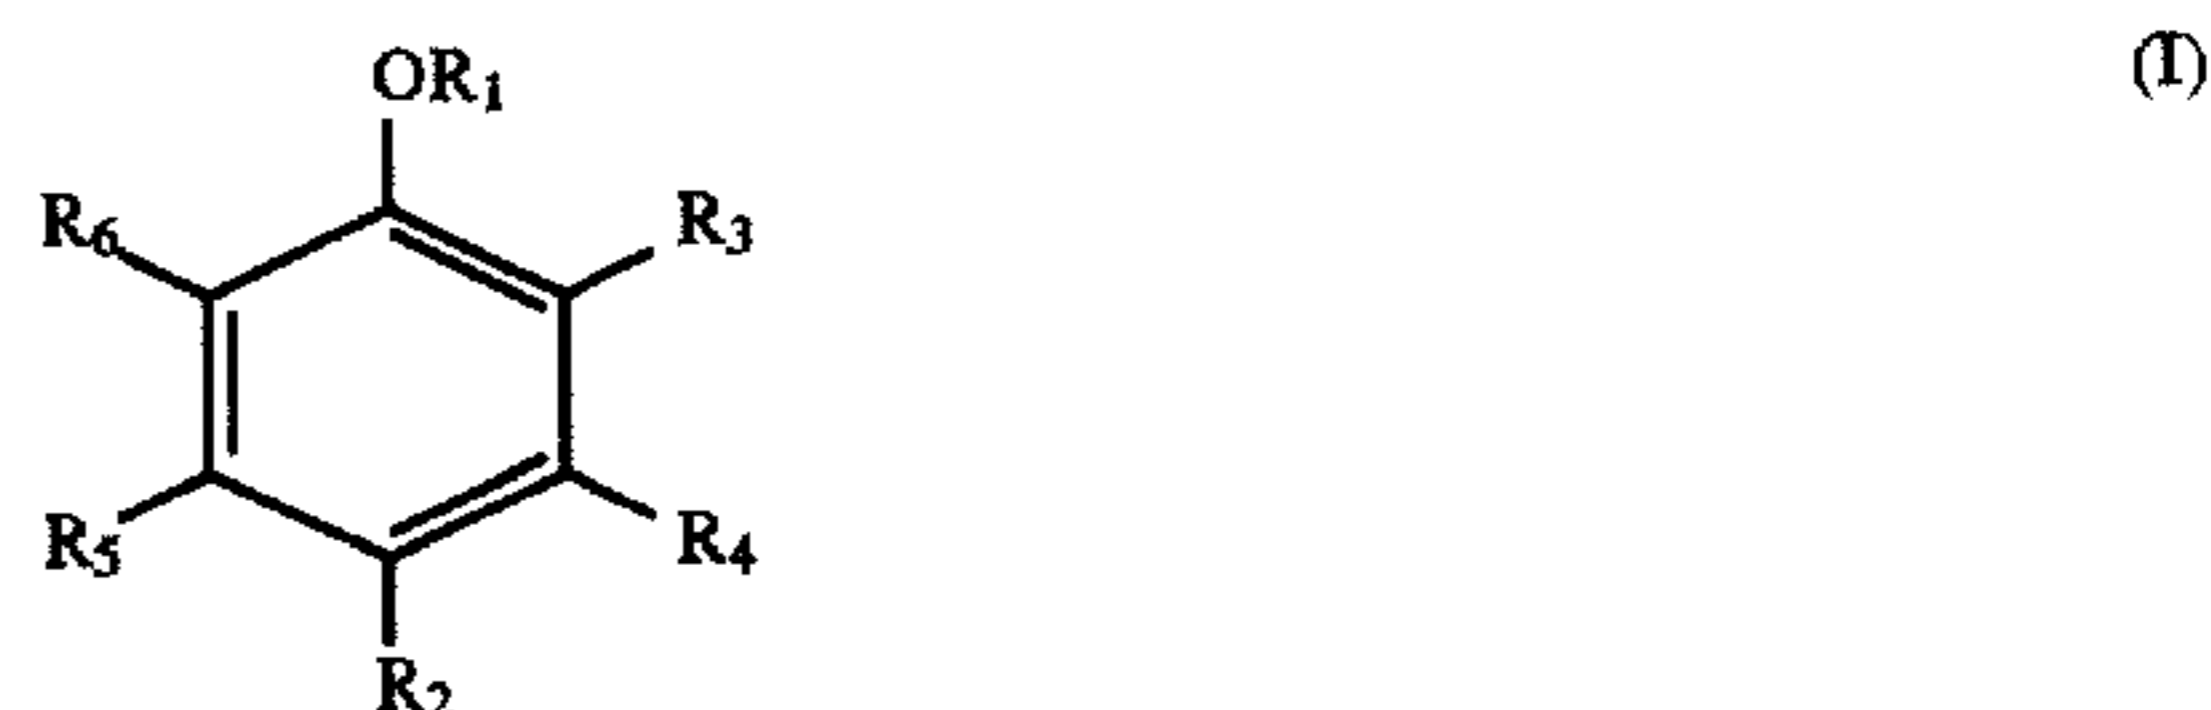 OR₁ (I)
R₆ R₃
R₅ R₄
R₂